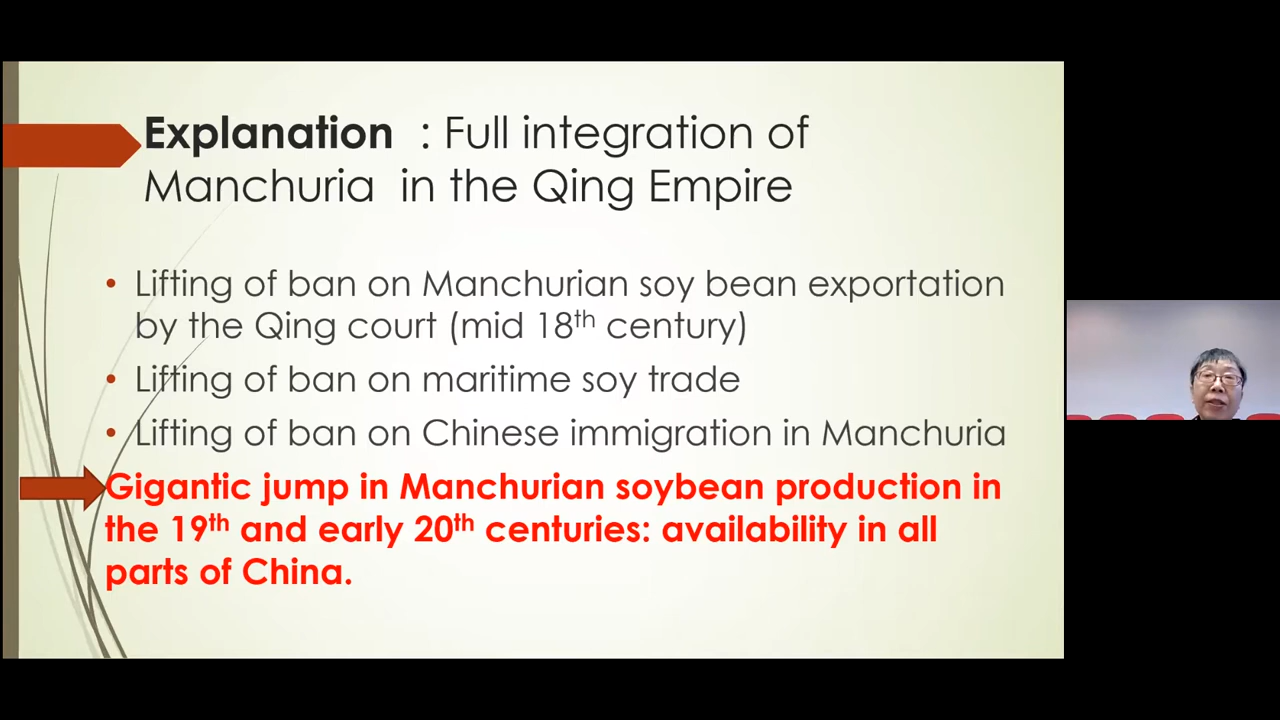 Explanation : Full integration of
Manchuria in the Qing Empire
• Lifting of ban on Manchurian soy bean exportation
by the Qing court (mid 18th century)
• Lifting of ban on maritime soy trade
• Lifting of ban on Chinese immigration in Manchuria
Gigantic jump in Manchurian soybean production in
the 19th and early 20th centuries: availability in all
parts of China.